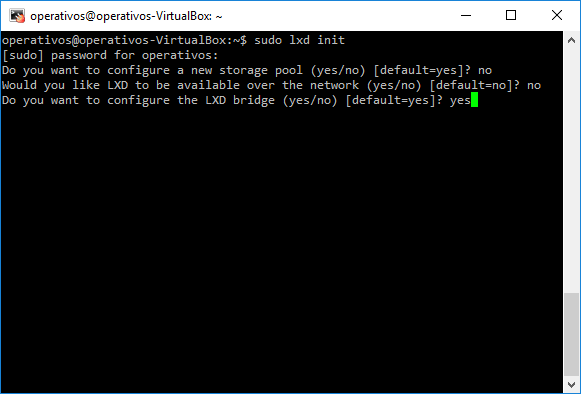 operativos@operativos-VirtualBox: ~
operativos@operativos-VirtualBox:~$ sudo lxd init
[sudo] password for operativos:
Do you want to configure a new storage pool (yes/no) [default=yes]? no
Would you like LXD to be available over the network (yes/no) [default=no]? no
Do you want to configure the LXD bridge (yes/no) [default=yes]? yes